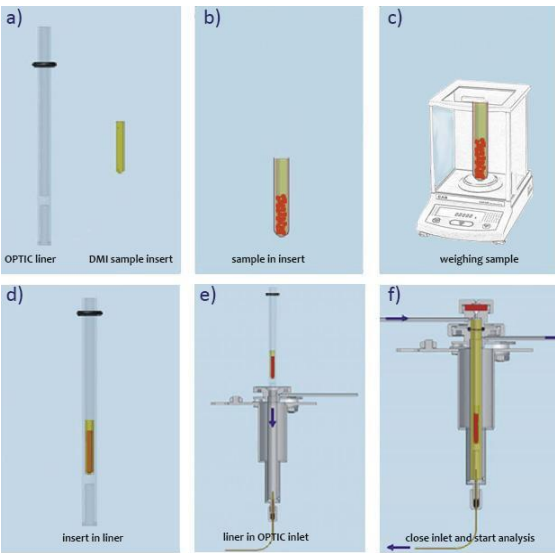 a)
b)
c)
OPTIC liner
DMI sample insert
sample in insert
weighing sample
d)
e)
f)
insert in liner
liner in OPTIC inlet
close inlet and start analysis